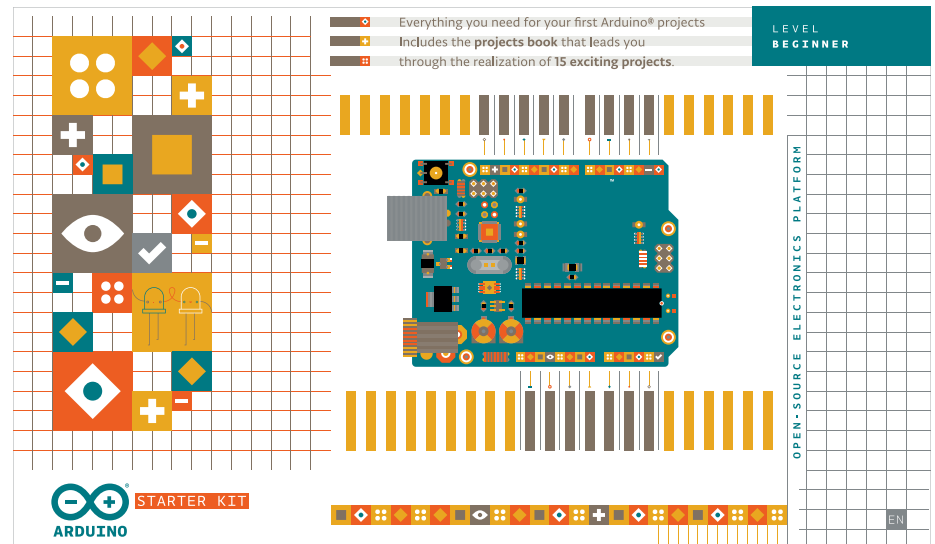 Everything you need for your first Arduino® projects
Includes the projects book that leads you
through the realization of 15 exciting projects.
LEVEL
BEGINNER
OPEN-SOURCE ELECTRONICS PLATFORM
ARDUINO
®
STARTER KIT
EN